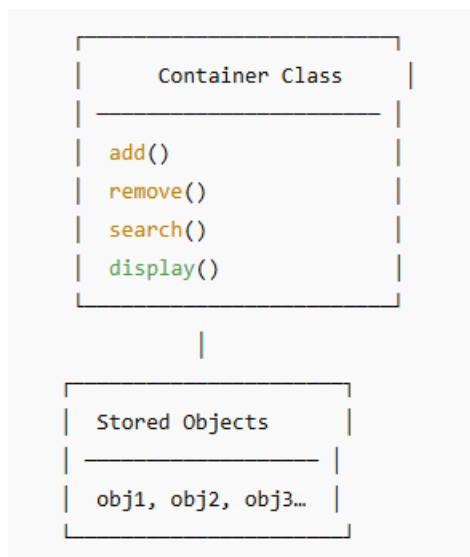 Container Class
add()
remove()
search()
display()
Stored Objects
obj1, obj2, obj3…